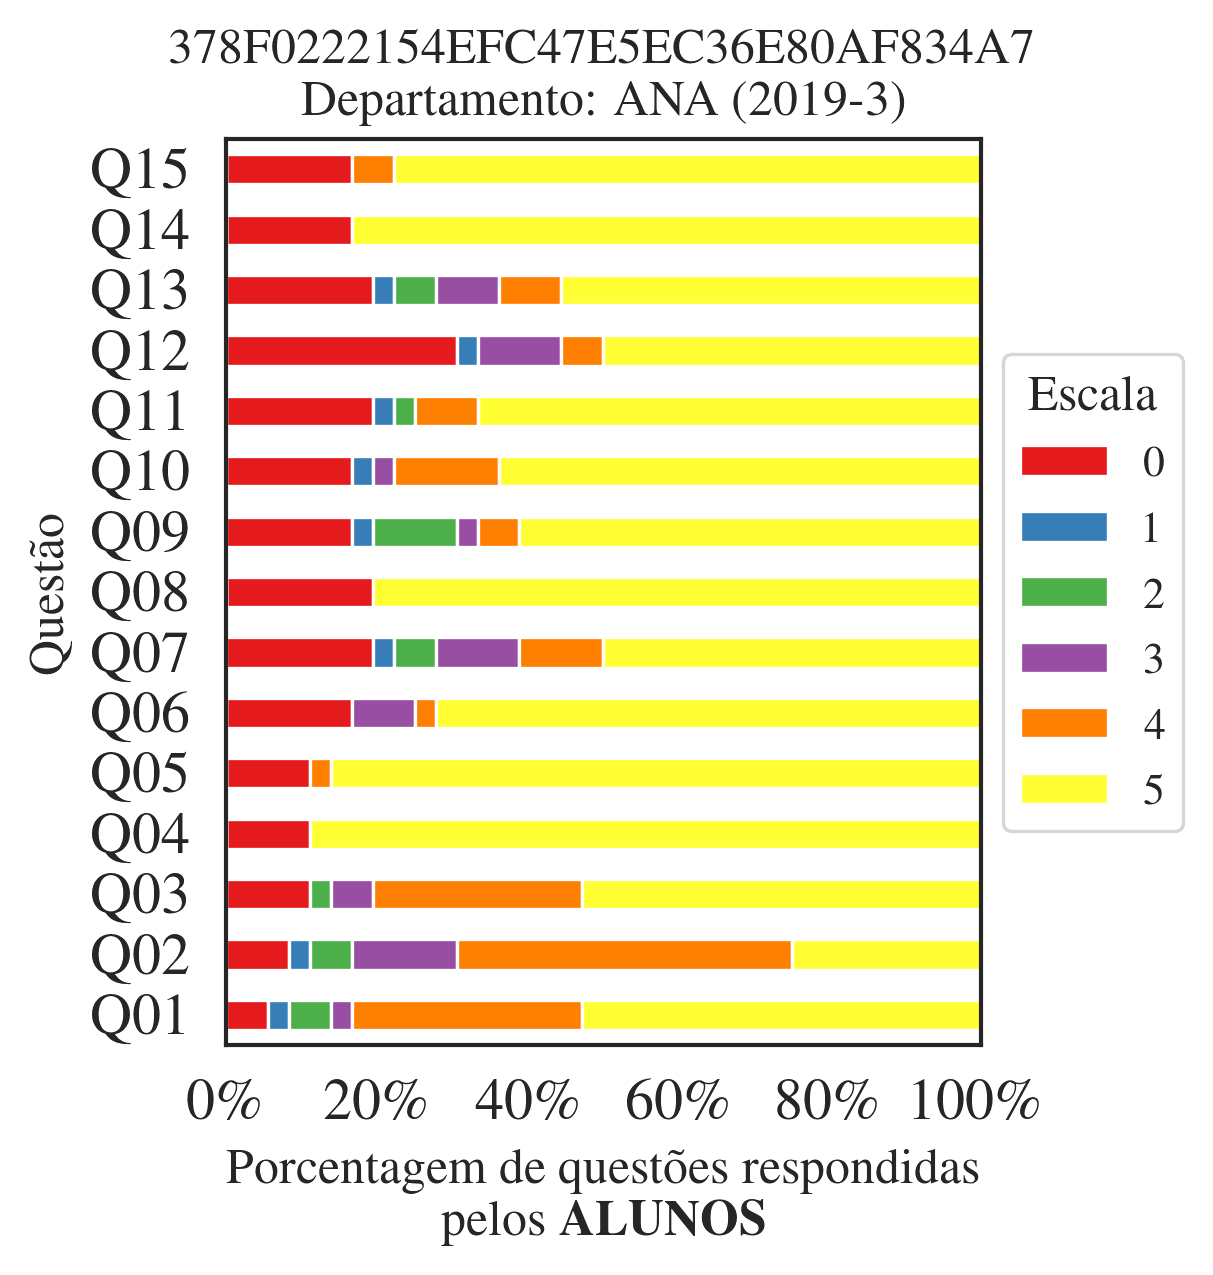 378F0222154EFC47E5EC36E80AF834A7
Departamento: ANA (2019-3)
Questão
Q15
Q14
Q13
Q12
Q11
Q10
Q09
Q08
Q07
Q06
Q05
Q04
Q03
Q02
Q01
0% 20% 40% 60% 80% 100%
Porcentagem de questões respondidas
pelos ALUNOS
Escala
0
1
2
3
4
5